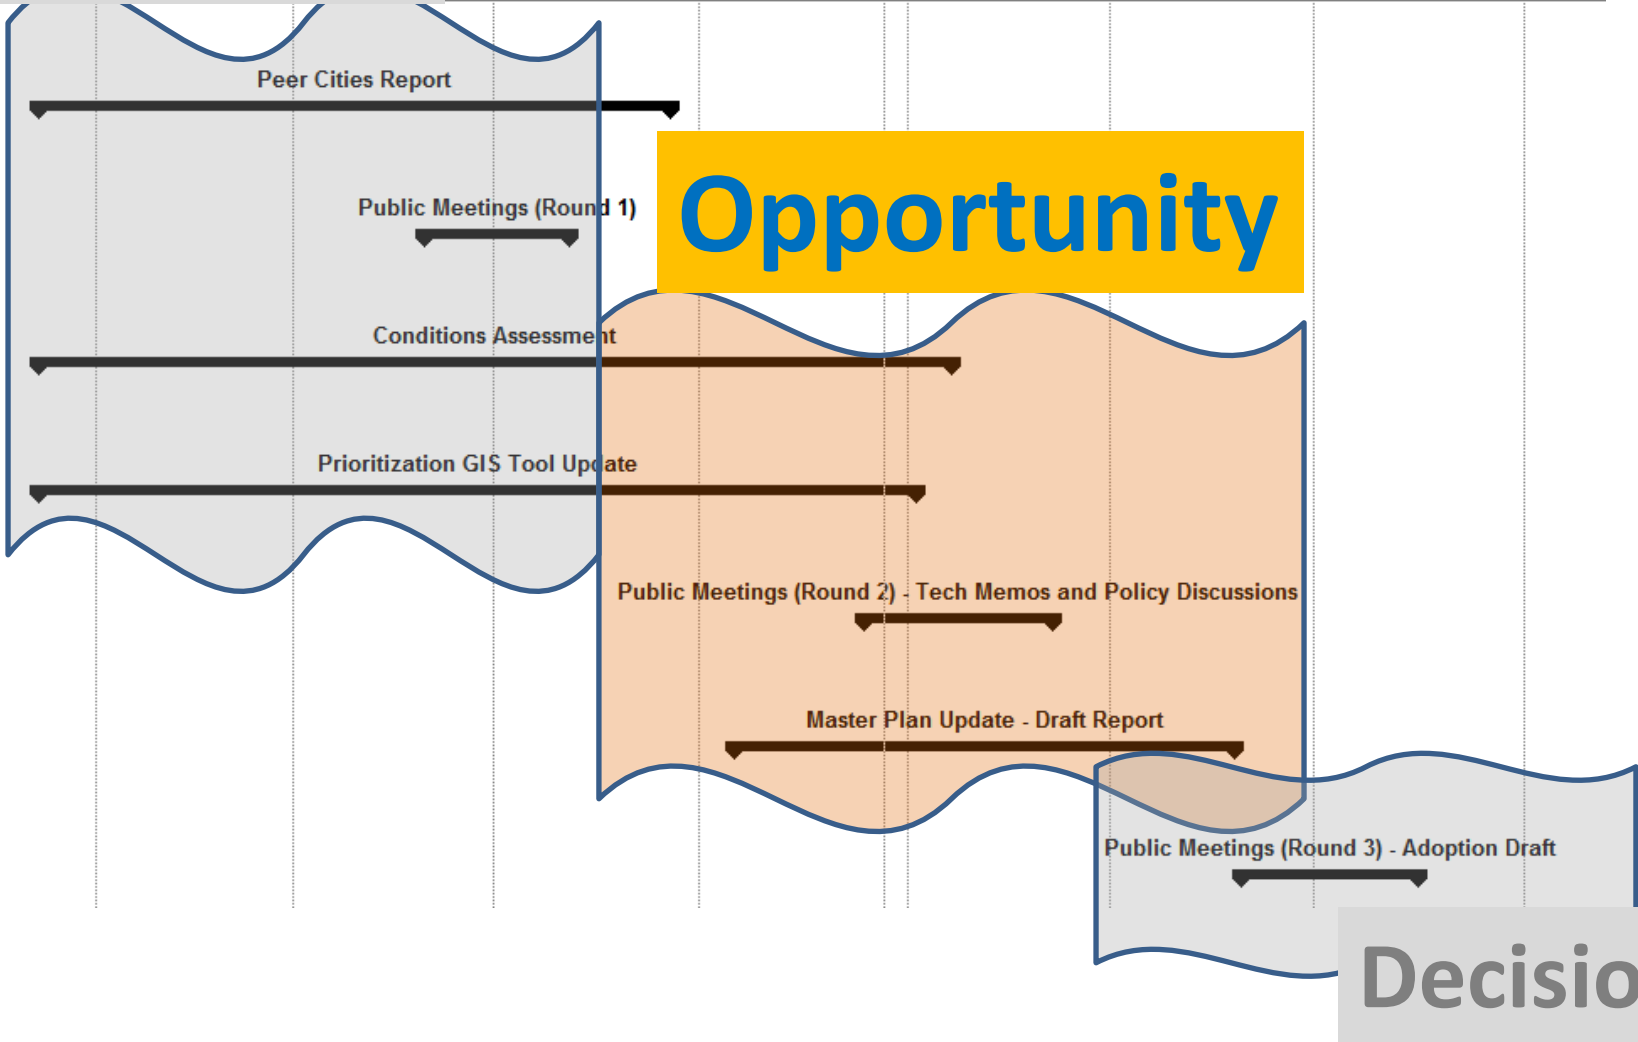 Peer Cities Report
Public Meetings (Round 1)
Opportunity
Conditions Assessment
Prioritization GIS Tool Update
Public Meetings (Round 2) - Tech Memos and Policy Discussions
Master Plan Update - Draft Report
Public Meetings (Round 3) - Adoption Draft
Decisio